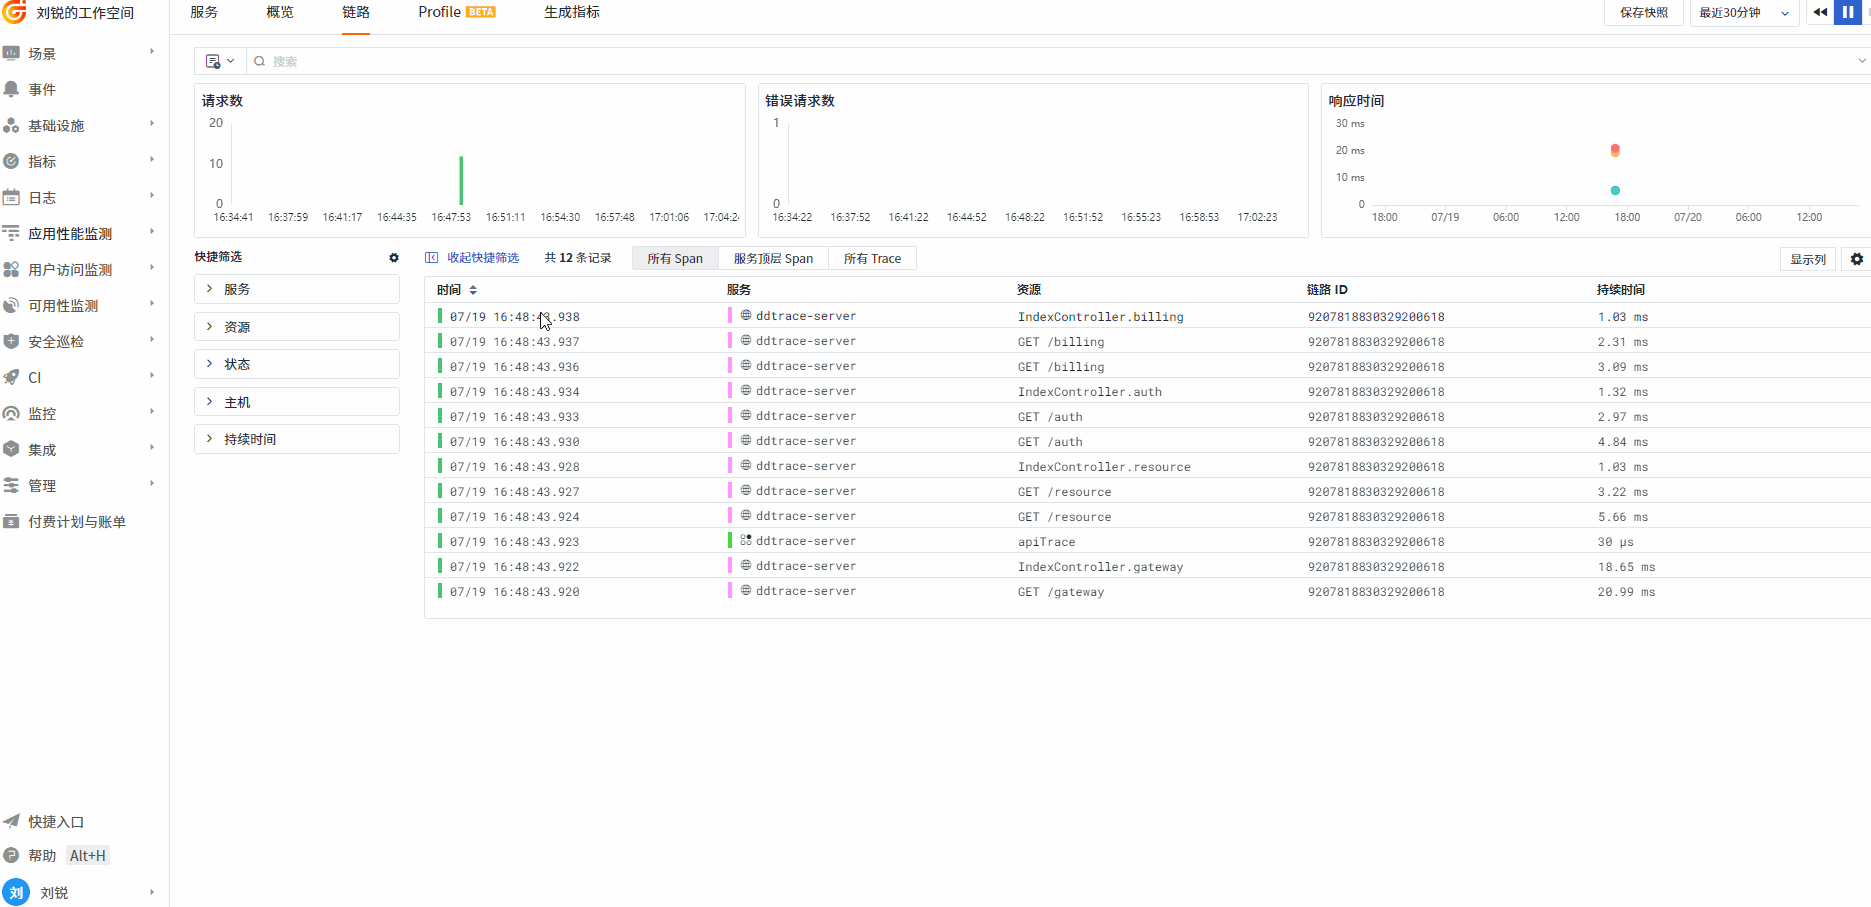 刘锐的工作空间
服务 概览 链路 Profile BETA 生成指标
保存快照 最近30分钟
搜索
场景
事件
基础设施
指标
日志
应用性能监测
用户访问监测
可用性监测
安全巡检
CI
监控
集成
管理
付费计划与账单
快捷入口
帮助 Alt+H
刘 刘锐
请求数
20
10
0
16:34:41 16:37:59 16:41:17 16:44:35 16:47:53 16:51:11 16:54:30 16:57:48 17:01:06 17:04:2
错误请求数
1
0
16:34:22 16:37:52 16:41:22 16:44:52 16:48:22 16:51:52 16:55:23 16:58:53 17:02:23
响应时间
30 ms
20 ms
10 ms
0
18:00 07/19 06:00 12:00 18:00 07/20 06:00 12:00
快捷筛选
服务
资源
状态
主机
持续时间
收起快捷筛选 共 12 条记录 所有 Span 服务顶层 Span 所有 Trace 显示列
时间 服务 资源 链路 ID 持续时间
07/19 16:48:43.938 ddtrace-server IndexController.billing 9207818830329200618 1.03 ms
07/19 16:48:43.937 ddtrace-server GET /billing 9207818830329200618 2.31 ms
07/19 16:48:43.936 ddtrace-server GET /billing 9207818830329200618 3.09 ms
07/19 16:48:43.934 ddtrace-server IndexController.auth 9207818830329200618 1.32 ms
07/19 16:48:43.933 ddtrace-server GET /auth 9207818830329200618 2.97 ms
07/19 16:48:43.930 ddtrace-server GET /auth 9207818830329200618 4.84 ms
07/19 16:48:43.928 ddtrace-server IndexController.resource 9207818830329200618 1.03 ms
07/19 16:48:43.927 ddtrace-server GET /resource 9207818830329200618 3.22 ms
07/19 16:48:43.924 ddtrace-server GET /resource 9207818830329200618 5.66 ms
07/19 16:48:43.923 ddtrace-server apiTrace 9207818830329200618 30 μs
07/19 16:48:43.922 ddtrace-server IndexController.gateway 9207818830329200618 18.65 ms
07/19 16:48:43.920 ddtrace-server GET /gateway 9207818830329200618 20.99 ms